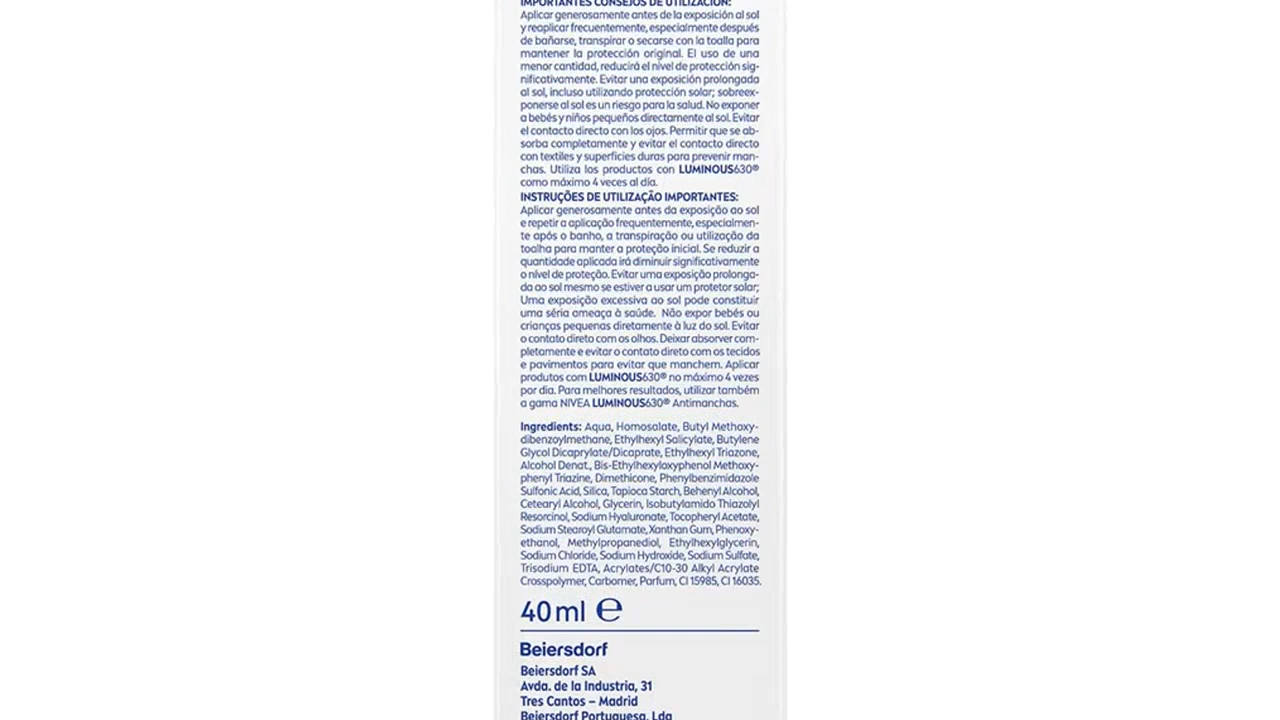 IMPORTANTES CONSEJOS DE UTILIZACIÓN:
Aplicar generosamente antes de la exposición al sol
y reaplicar frecuentemente, especialmente después
de bañarse, transpirar o secarse con la toalla para
mantener la protección original. El uso de una
menor cantidad, reducirá el nivel de protección sig-
nificativamente. Evitar una exposición prolongada
al sol, incluso utilizando protección solar; sobreex-
ponerse al sol es un riesgo para la salud. No exponer
a bebés y niños pequeños directamente al sol. Evitar
el contacto directo con los ojos. Permitir que se ab-
sorba completamente y evitar el contacto directo
con textiles y superficies duras para prevenir man-
chas. Utiliza los productos con LUMINOUS630®
como máximo 4 veces al día.
INSTRUÇÕES DE UTILIZAÇÃO IMPORTANTES:
Aplicar generosamente antes da exposição ao sol
e repetir a aplicação frequentemente, especialmen-
te após o banho, a transpiração ou utilização da
toalha para manter a proteção inicial. Se reduzir a
quantidade aplicada irá diminuir significativamente
o nível de proteção. Evitar uma exposição prolonga-
da ao sol mesmo se estiver a usar um protetor solar;
Uma exposição excessiva ao sol pode constituir
uma séria ameaça à saúde. Não expor bebés ou
crianças pequenas diretamente à luz do sol. Evitar
o contato direto com os olhos. Deixar absorver com-
pletamente e evitar o contato direto com os tecidos
e pavimentos para evitar que manchem. Aplicar
produtos com LUMINOUS630® no máximo 4 vezes
por dia. Para melhores resultados, utilizar também
a gama NIVEA LUMINOUS630® Antimanchas.
Ingredients: Aqua, Homosalate, Butyl Methoxy-
dibenzoylmethane, Ethylhexyl Salicylate, Butylene
Glycol Dicaprylate/Dicaprate, Ethylhexyl Triazone,
Alcohol Denat., Bis-Ethylhexyloxyphenol Methoxy-
phenyl Triazine, Dimethicone, Phenylbenzimidazole
Sulfonic Acid, Silica, Tapioca Starch, Behenyl Alcohol,
Cetearyl Alcohol, Glycerin, Isobutylamido Thiazolyl
Resorcinol, Sodium Hyaluronate, Tocopheryl Acetate,
Sodium Stearoyl Glutamate, Xanthan Gum, Phenoxy-
ethanol, Methylpropanediol, Ethylhexylglycerin,
Sodium Chloride, Sodium Hydroxide, Sodium Sulfate,
Trisodium EDTA, Acrylates/C10-30 Alkyl Acrylate
Crosspolymer, Carbomer, Parfum, CI 15985, CI 16035.
40 ml ℮
Beiersdorf
Beiersdorf SA
Avda. de la Industria, 31
Tres Cantos – Madrid
Beiersdorf Portuguesa, Lda